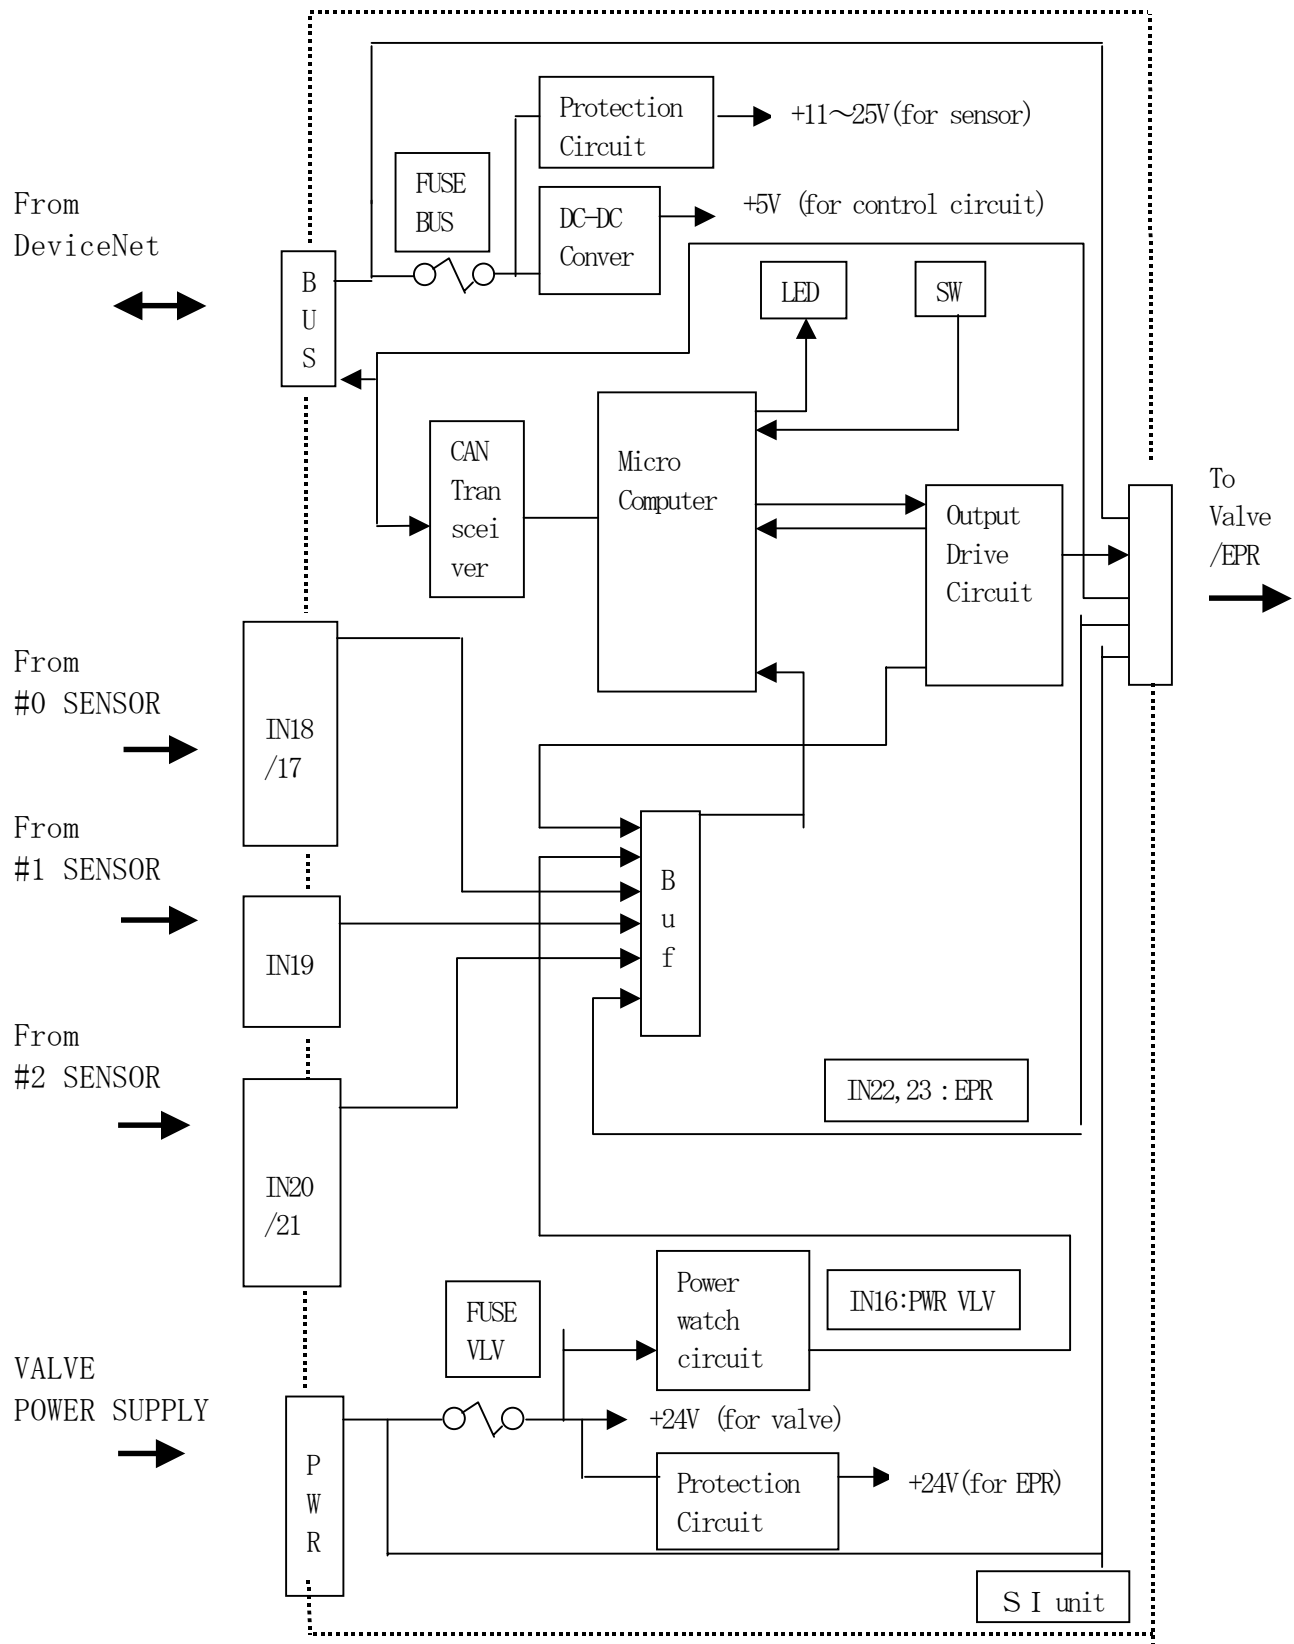 Protection
Circuit
+11～25V(for sensor)
FUSE
BUS
From
DeviceNet
DC-DC
Conver
+5V (for control circuit)
B
U
S
LED
SW
CAN
Tran
scei
ver
Micro
Computer
Output
Drive
Circuit
To
Valve
/EPR
From
#0 SENSOR
IN18
/17
From
#1 SENSOR
B
u
f
IN19
From
#2 SENSOR
IN22,23：EPR
IN20
/21
FUSE
VLV
Power
watch
circuit
IN16:PWR VLV
VALVE
POWER SUPPLY
+24V (for valve)
P
W
R
Protection
Circuit
+24V(for EPR)
ＳＩ unit